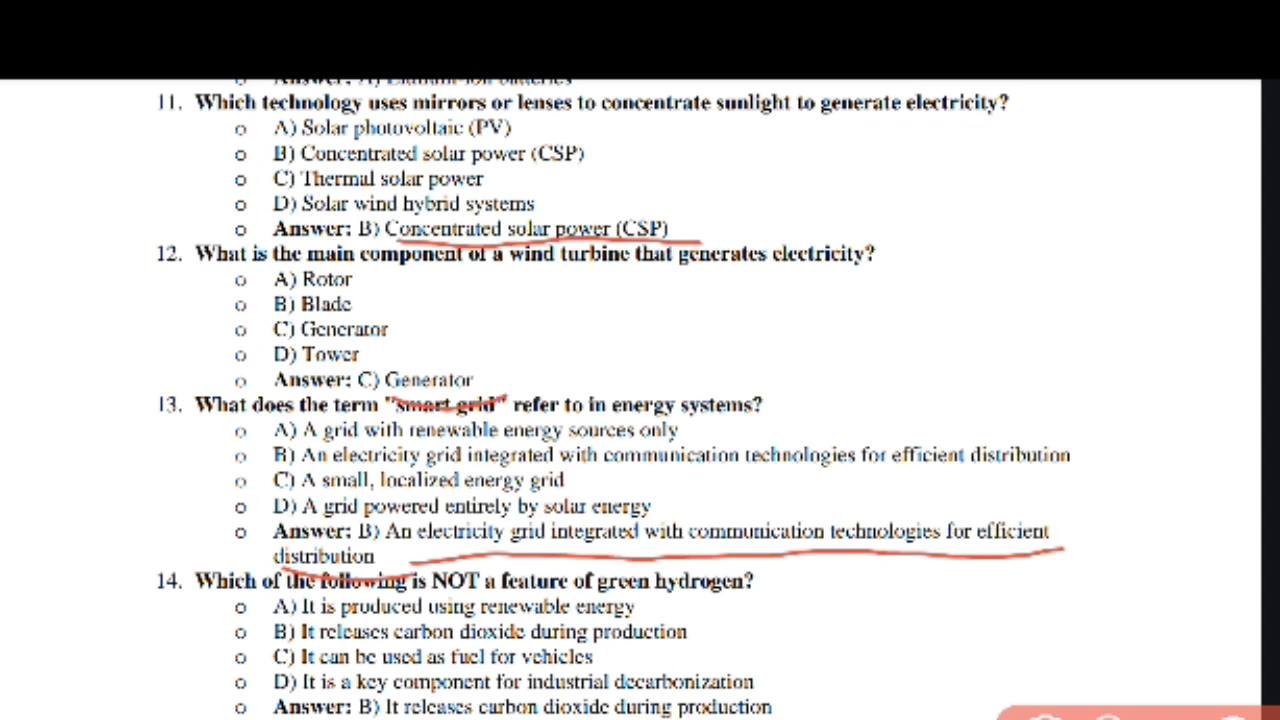 11. Which technology uses mirrors or lenses to concentrate sunlight to generate electricity?
o A) Solar photovoltaic (PV)
o B) Concentrated solar power (CSP)
o C) Thermal solar power
o D) Solar wind hybrid systems
o Answer: B) Concentrated solar power (CSP)
12. What is the main component of a wind turbine that generates electricity?
o A) Rotor
o B) Blade
o C) Generator
o D) Tower
o Answer: C) Generator
13. What does the term "smart grid" refer to in energy systems?
o A) A grid with renewable energy sources only
o B) An electricity grid integrated with communication technologies for efficient distribution
o C) A small, localized energy grid
o D) A grid powered entirely by solar energy
o Answer: B) An electricity grid integrated with communication technologies for efficient
distribution
14. Which of the following is NOT a feature of green hydrogen?
o A) It is produced using renewable energy
o B) It releases carbon dioxide during production
o C) It can be used as fuel for vehicles
o D) It is a key component for industrial decarbonization
o Answer: B) It releases carbon dioxide during production